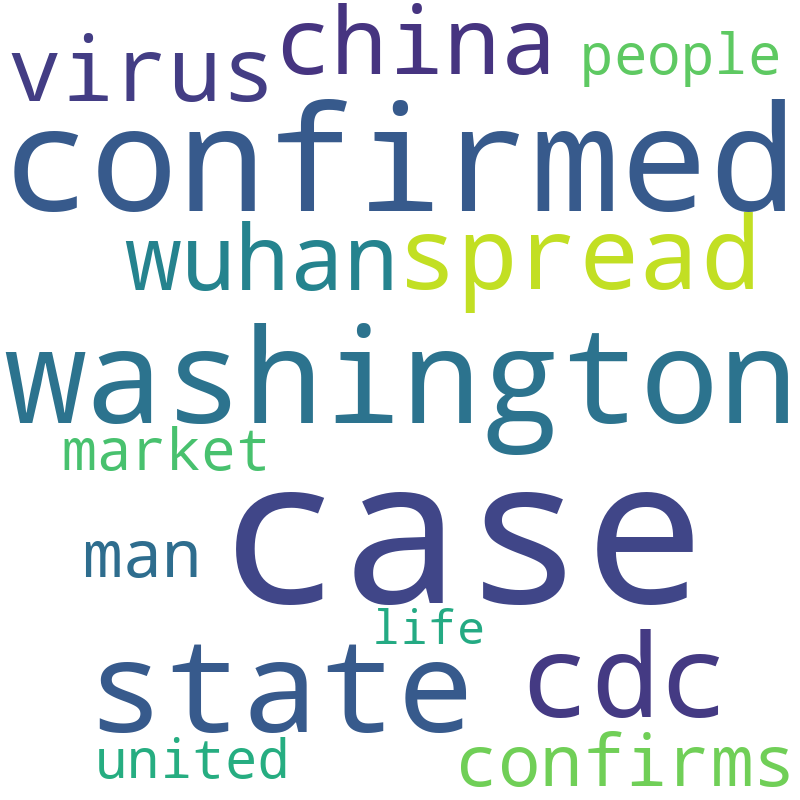 virus china people
confirmed
wuhan spread
washington
market
case
man
life
state cdc
united confirms